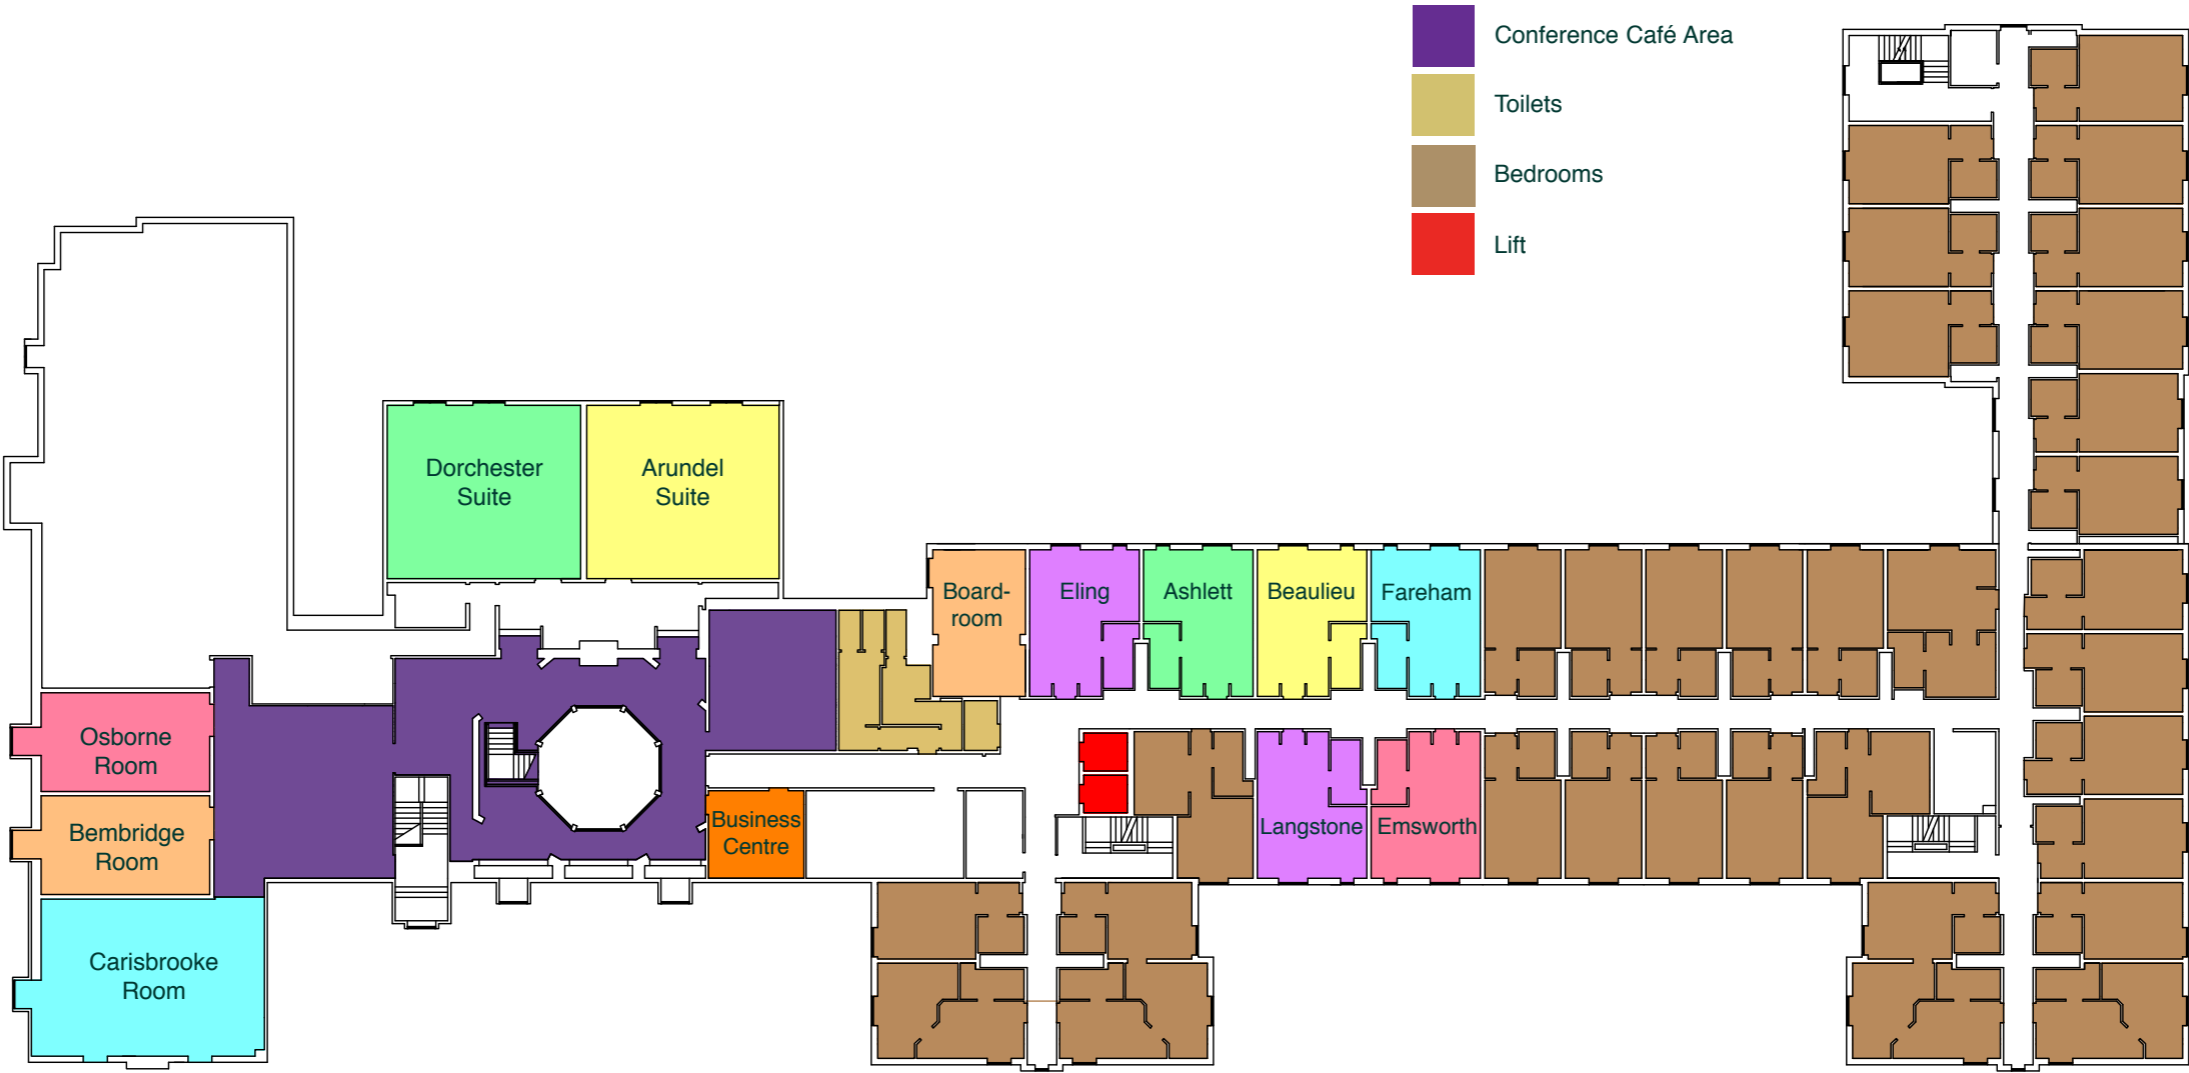 Conference Café Area
Toilets
Bedrooms
Lift
Dorchester
Suite
Arundel
Suite
Board-
room
Eling
Ashlett
Beaulieu
Fareham
Osborne
Room
Bembridge
Room
Business
Centre
Langstone
Emsworth
Carisbrooke
Room